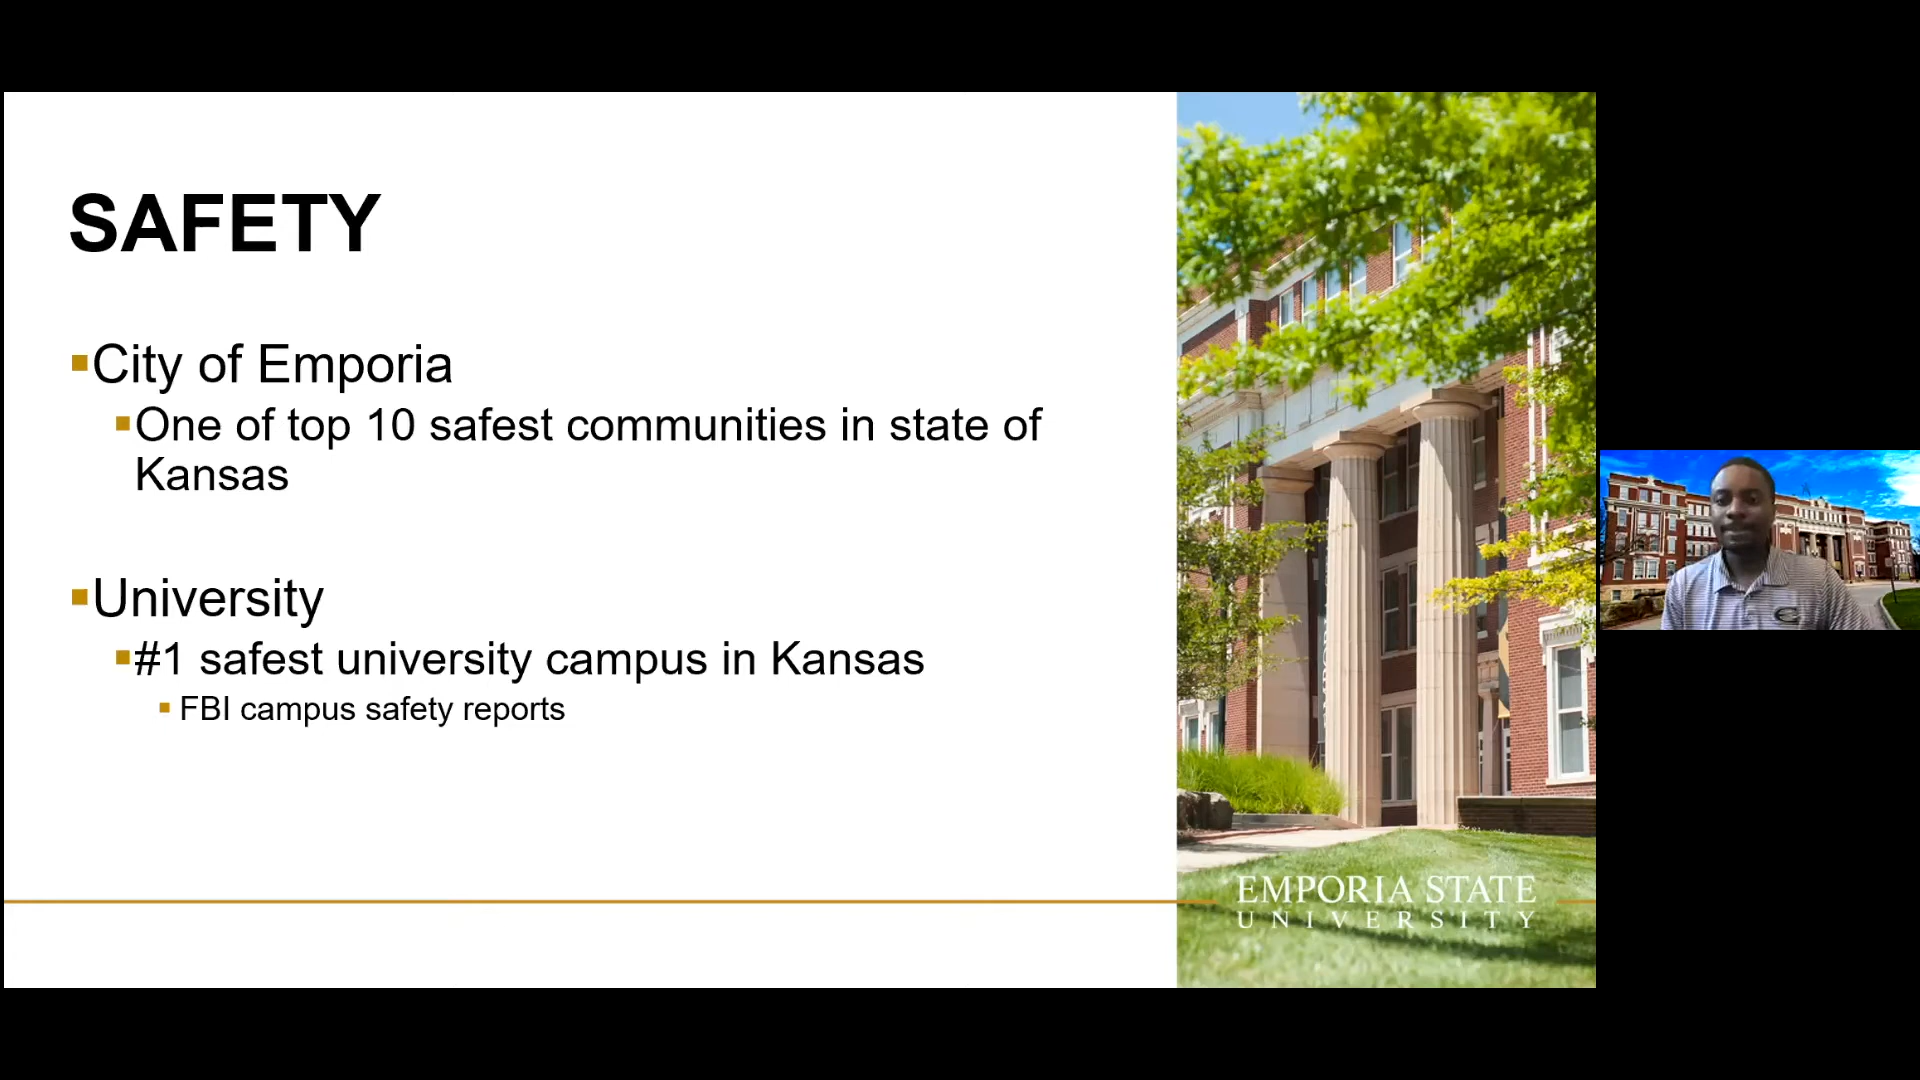 SAFETY
City of Emporia
One of top 10 safest communities in state of
Kansas
University
#1 safest university campus in Kansas
FBI campus safety reports
EMPORIA STATE
UNIVERSITY